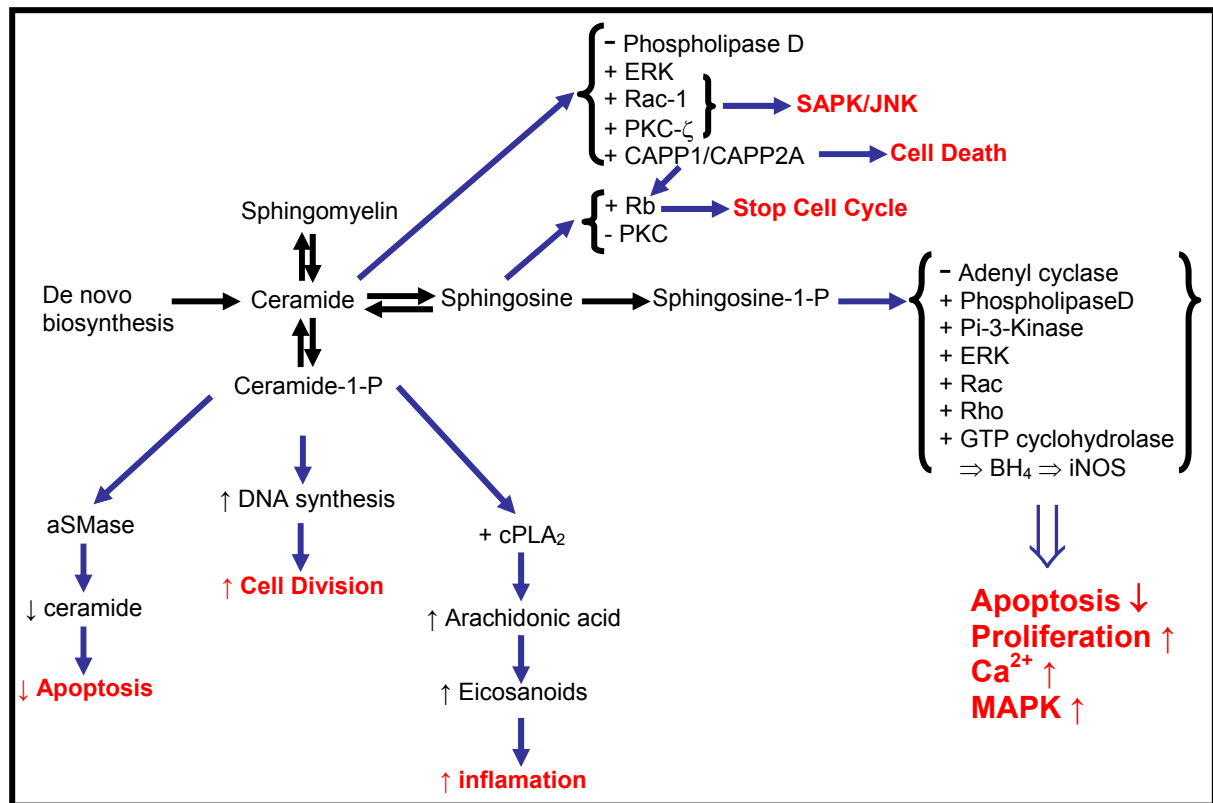 − Phospholipase D
+ ERK
+ Rac-1
+ PKC-ζ
+ CAPP1/CAPP2A
SAPK/JNK
Cell Death
+ Rb
- PKC
Stop Cell Cycle
Sphingomyelin
De novo
biosynthesis
Ceramide
Sphingosine
Sphingosine-1-P
− Adenyl cyclase
+ PhospholipaseD
+ Pi-3-Kinase
+ ERK
+ Rac
+ Rho
+ GTP cyclohydrolase
⇒ BH₄ ⇒ iNOS
Apoptosis ↓
Proliferation ↑
Ca²⁺ ↑
MAPK ↑
Ceramide-1-P
aSMase
↓ ceramide
↓ Apoptosis
↑ DNA synthesis
↑ Cell Division
+ cPLA₂
↑ Arachidonic acid
↑ Eicosanoids
↑ inflamation